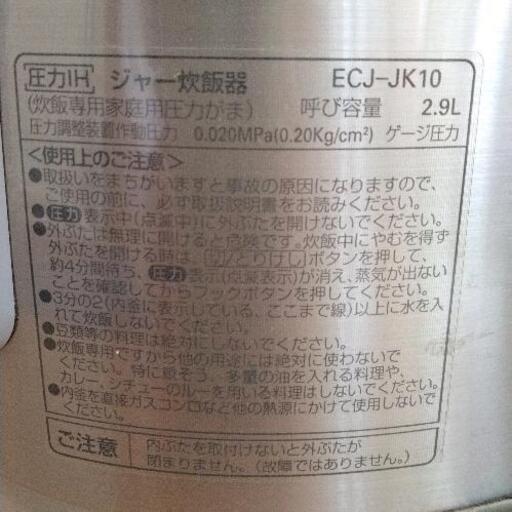 圧力IH ジャー炊飯器 ECJ-JK10
(炊飯専用家庭用圧力がま) 呼び容量 2.9L
圧力調整装置作動圧力 0.020MPa(0.20Kg/cm²) ゲージ圧力
<使用上のご注意>
●取扱いをまちがいますと事故の原因になりますので、
ご使用の前に、必ず取扱説明書をお読みください。
●圧力表示中(点滅中)に外ぶたを開けないでください。
●外ぶたは無理に開けると危険です。炊飯中にやむを得ず
外ぶたを開ける時は、切/とりけしボタンを押して、
約4分間待ち、圧力表示(点滅表示)が消え、蒸気が出ない
ことを確認してからフックボタンを押してください。
●3分の2(内釜に表示している、ここまで線)以上に水を入
れて炊飯しないでください。
●豆類等の料理は絶対にしないでください。
●炊飯専用ですから他の用途には絶対に使わないで
ください。特に重そう、多量の油を入れる料理や、
カレー、シチューのルーを用いる料理はしないでください。
●内釜を直接ガスコンロなど他の熱源にかけて使用しないで
ください。
ご注意 内ぶたを取付けないと外ぶたが
閉まりません。(故障ではありません。)